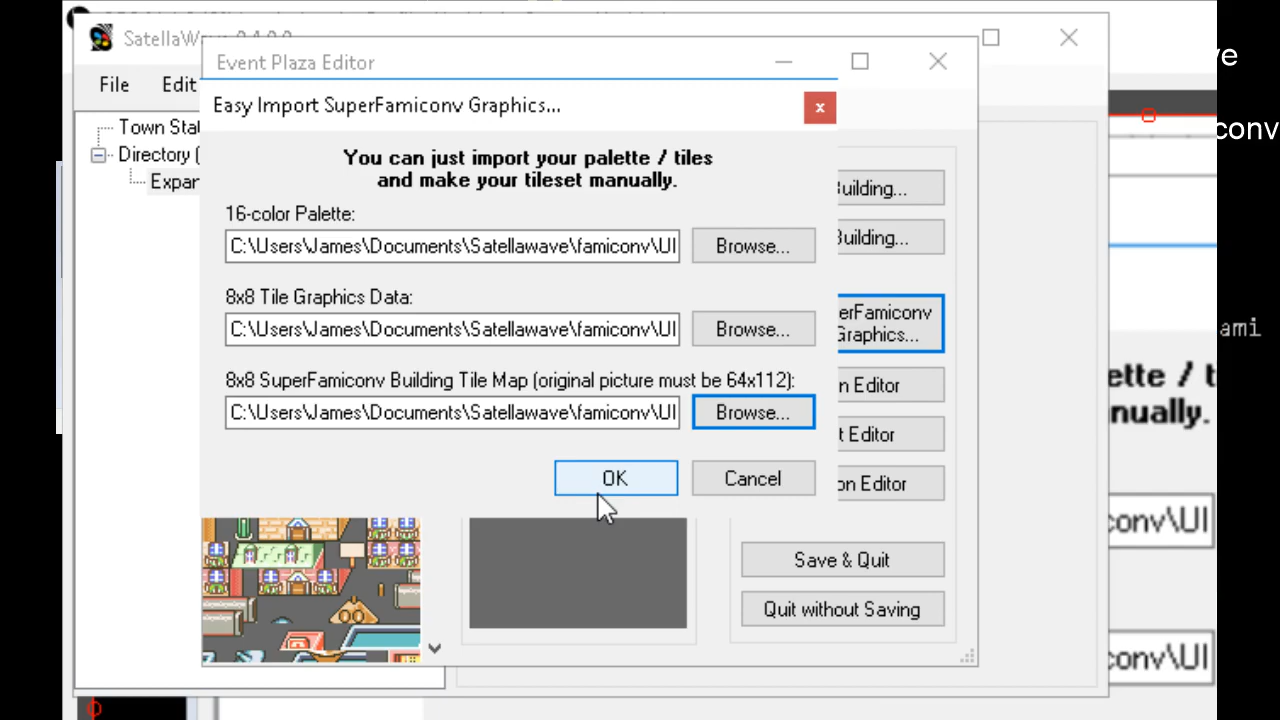 SatellaW
ve
Event Plaza Editor
File Edit
Easy Import SuperFamiconv Graphics...
Town Stat
Directory (
Expan
conv
You can just import your palette / tiles
and make your tileset manually.
uilding...
16-color Palette:
C:\Users\James\Documents\Satellawave\famiconv\UI
Browse...
Building...
8x8 Tile Graphics Data:
C:\Users\James\Documents\Satellawave\famiconv\UI
Browse...
erFamiconv
Graphics...
ami
8x8 SuperFamiconv Building Tile Map (original picture must be 64x112):
C:\Users\James\Documents\Satellawave\famiconv\UI
Browse...
n Editor
t Editor
on Editor
ette / t
nually.
OK
Cancel
conv\UI
Save & Quit
Quit without Saving
conv\UI